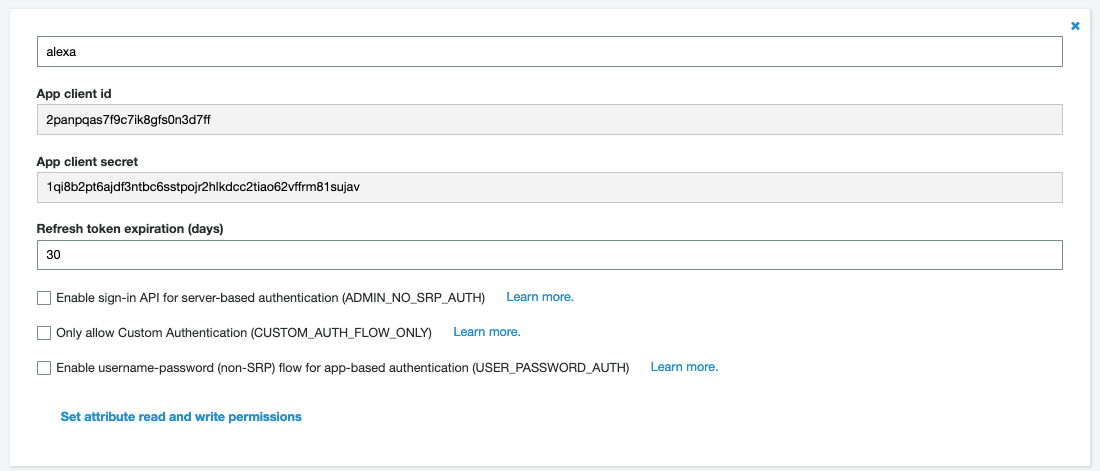 alexa
App client id
2panpqas7f9c7ik8gfs0n3d7ff
App client secret
1qi8b2pt6ajdf3ntbc6sstpojr2hlkdcc2tiao62vffrm81sujav
Refresh token expiration (days)
30
Enable sign-in API for server-based authentication (ADMIN_NO_SRP_AUTH) Learn more.
Only allow Custom Authentication (CUSTOM_AUTH_FLOW_ONLY) Learn more.
Enable username-password (non-SRP) flow for app-based authentication (USER_PASSWORD_AUTH) Learn more.
Set attribute read and write permissions